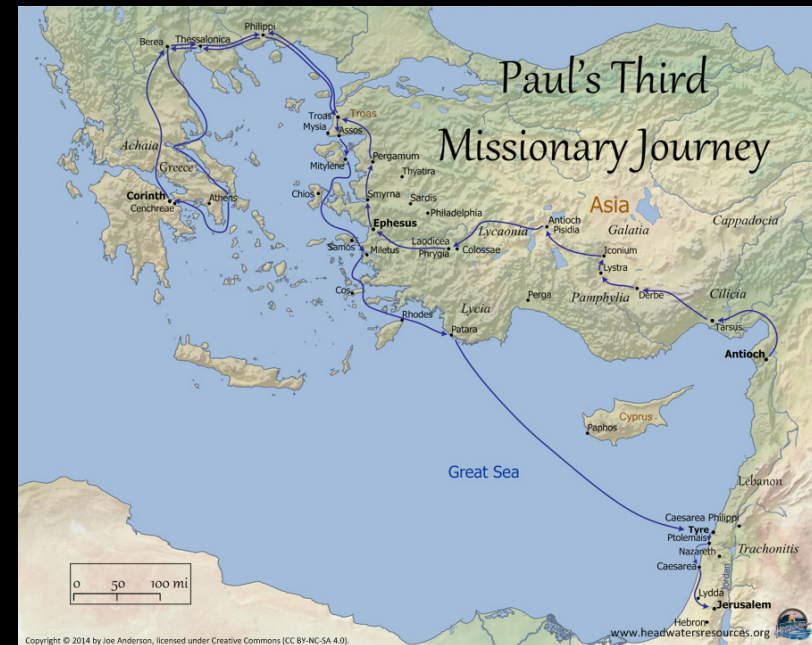 Paul's Third
Missionary Journey
Philippi
Berea
Thessalonica
Troas
Troas
Mysia
Assos
Achaia
Greece
Mitylene
Pergamum
Thyatira
Chios
Smyrna
Sardis
Philadelphia
Asia
Corinth
Cenchreae
Athens
Ephesus
Samos
Miletus
Laodicea
Phrygia
Colossae
Lycaonia
Antioch
Pisidia
Galatia
Cappadocia
Iconium
Lystra
Derbe
Cilicia
Pamphylia
Tarsus
Antioch
Cos
Rhodes
Lycia
Patara
Perga
Cyprus
Paphos
Great Sea
Lebanon
Caesarea Philippi
Tyre
Ptolemais
Nazareth
Trachonitis
Caesarea
Jordan
Lydda
Jerusalem
Hebron
0 50 100 mi
Copyright © 2014 by Joe Anderson, licensed under Creative Commons (CC BY-NC-SA 4.0).
www.headwatersresources.org